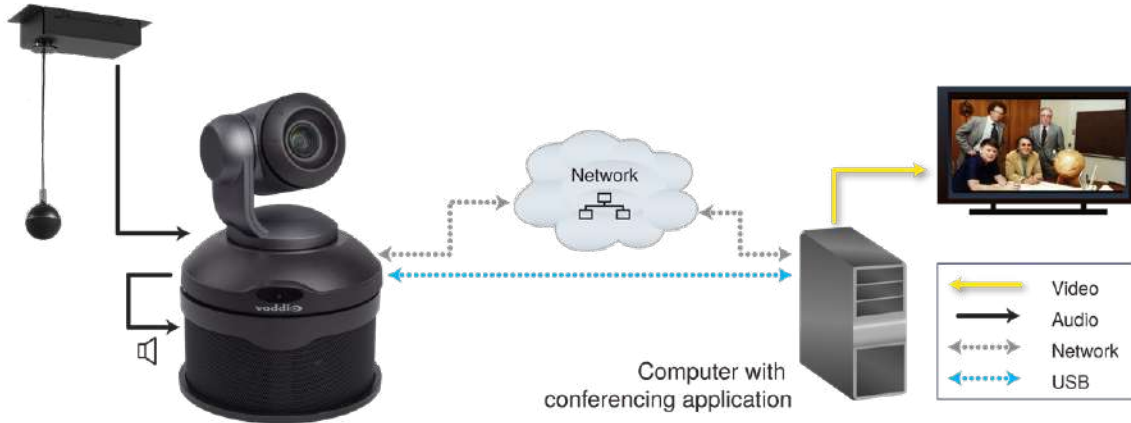 Network
vaddio
Computer with
conferencing application
Video
Audio
Network
USB